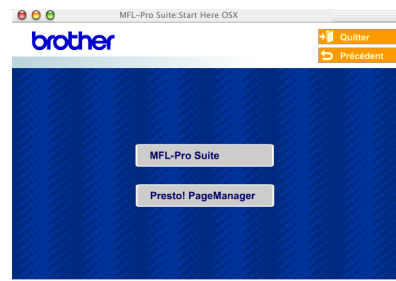 MFL-Pro Suite:Start Here OSX
brother
Quitter
Précédent
MFL-Pro Suite
Presto! PageManager